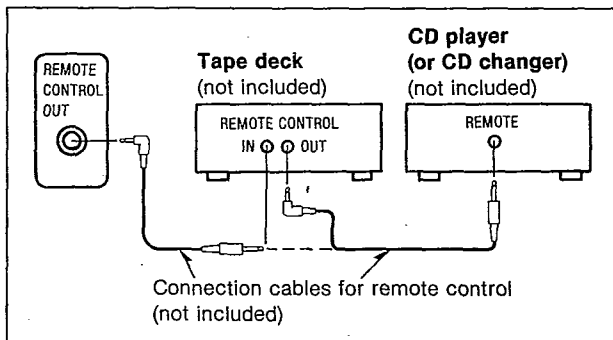 REMOTE
CONTROL
OUT
Tape deck
(not included)
REMOTE CONTROL
IN OUT
CD player
(or CD changer)
(not included)
REMOTE
Connection cables for remote control
(not included)